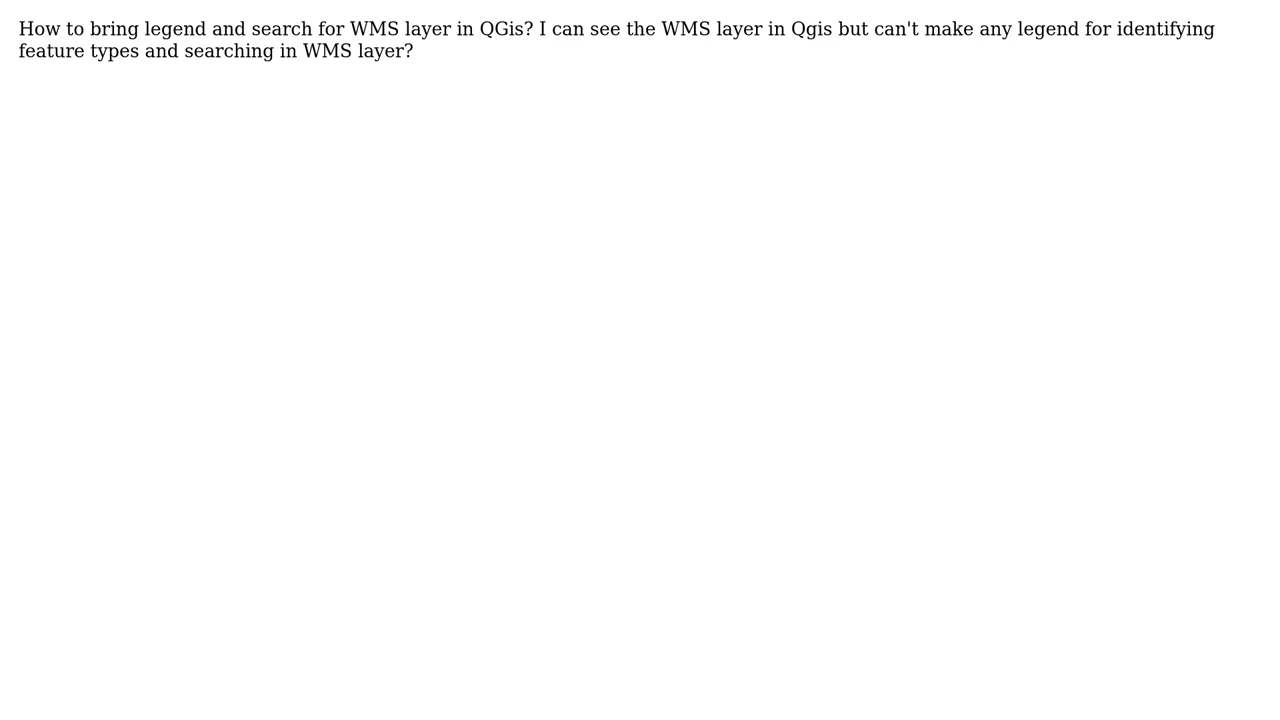 How to bring legend and search for WMS layer in QGis? I can see the WMS layer in Qgis but can't make any legend for identifying
feature types and searching in WMS layer?